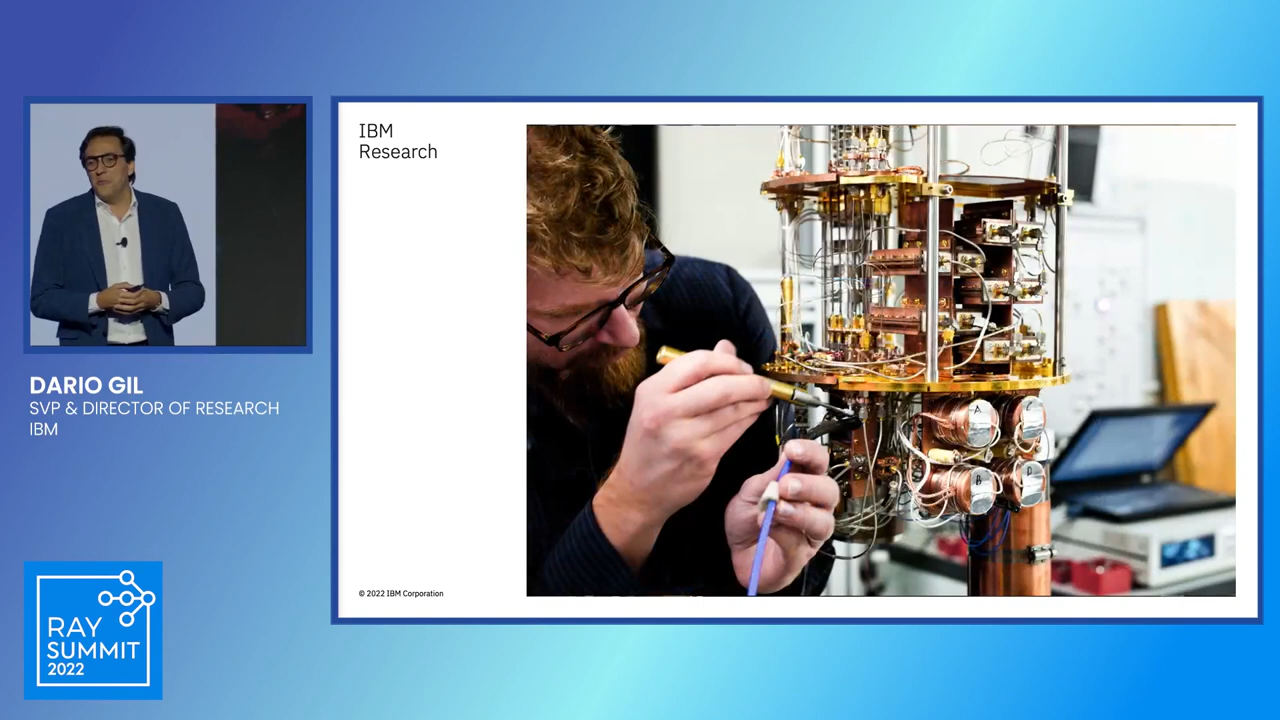 IBM
Research
DARIO GIL
SVP & DIRECTOR OF RESEARCH
IBM
A
B
D
© 2022 IBM Corporation
RAY
SUMMIT
2022